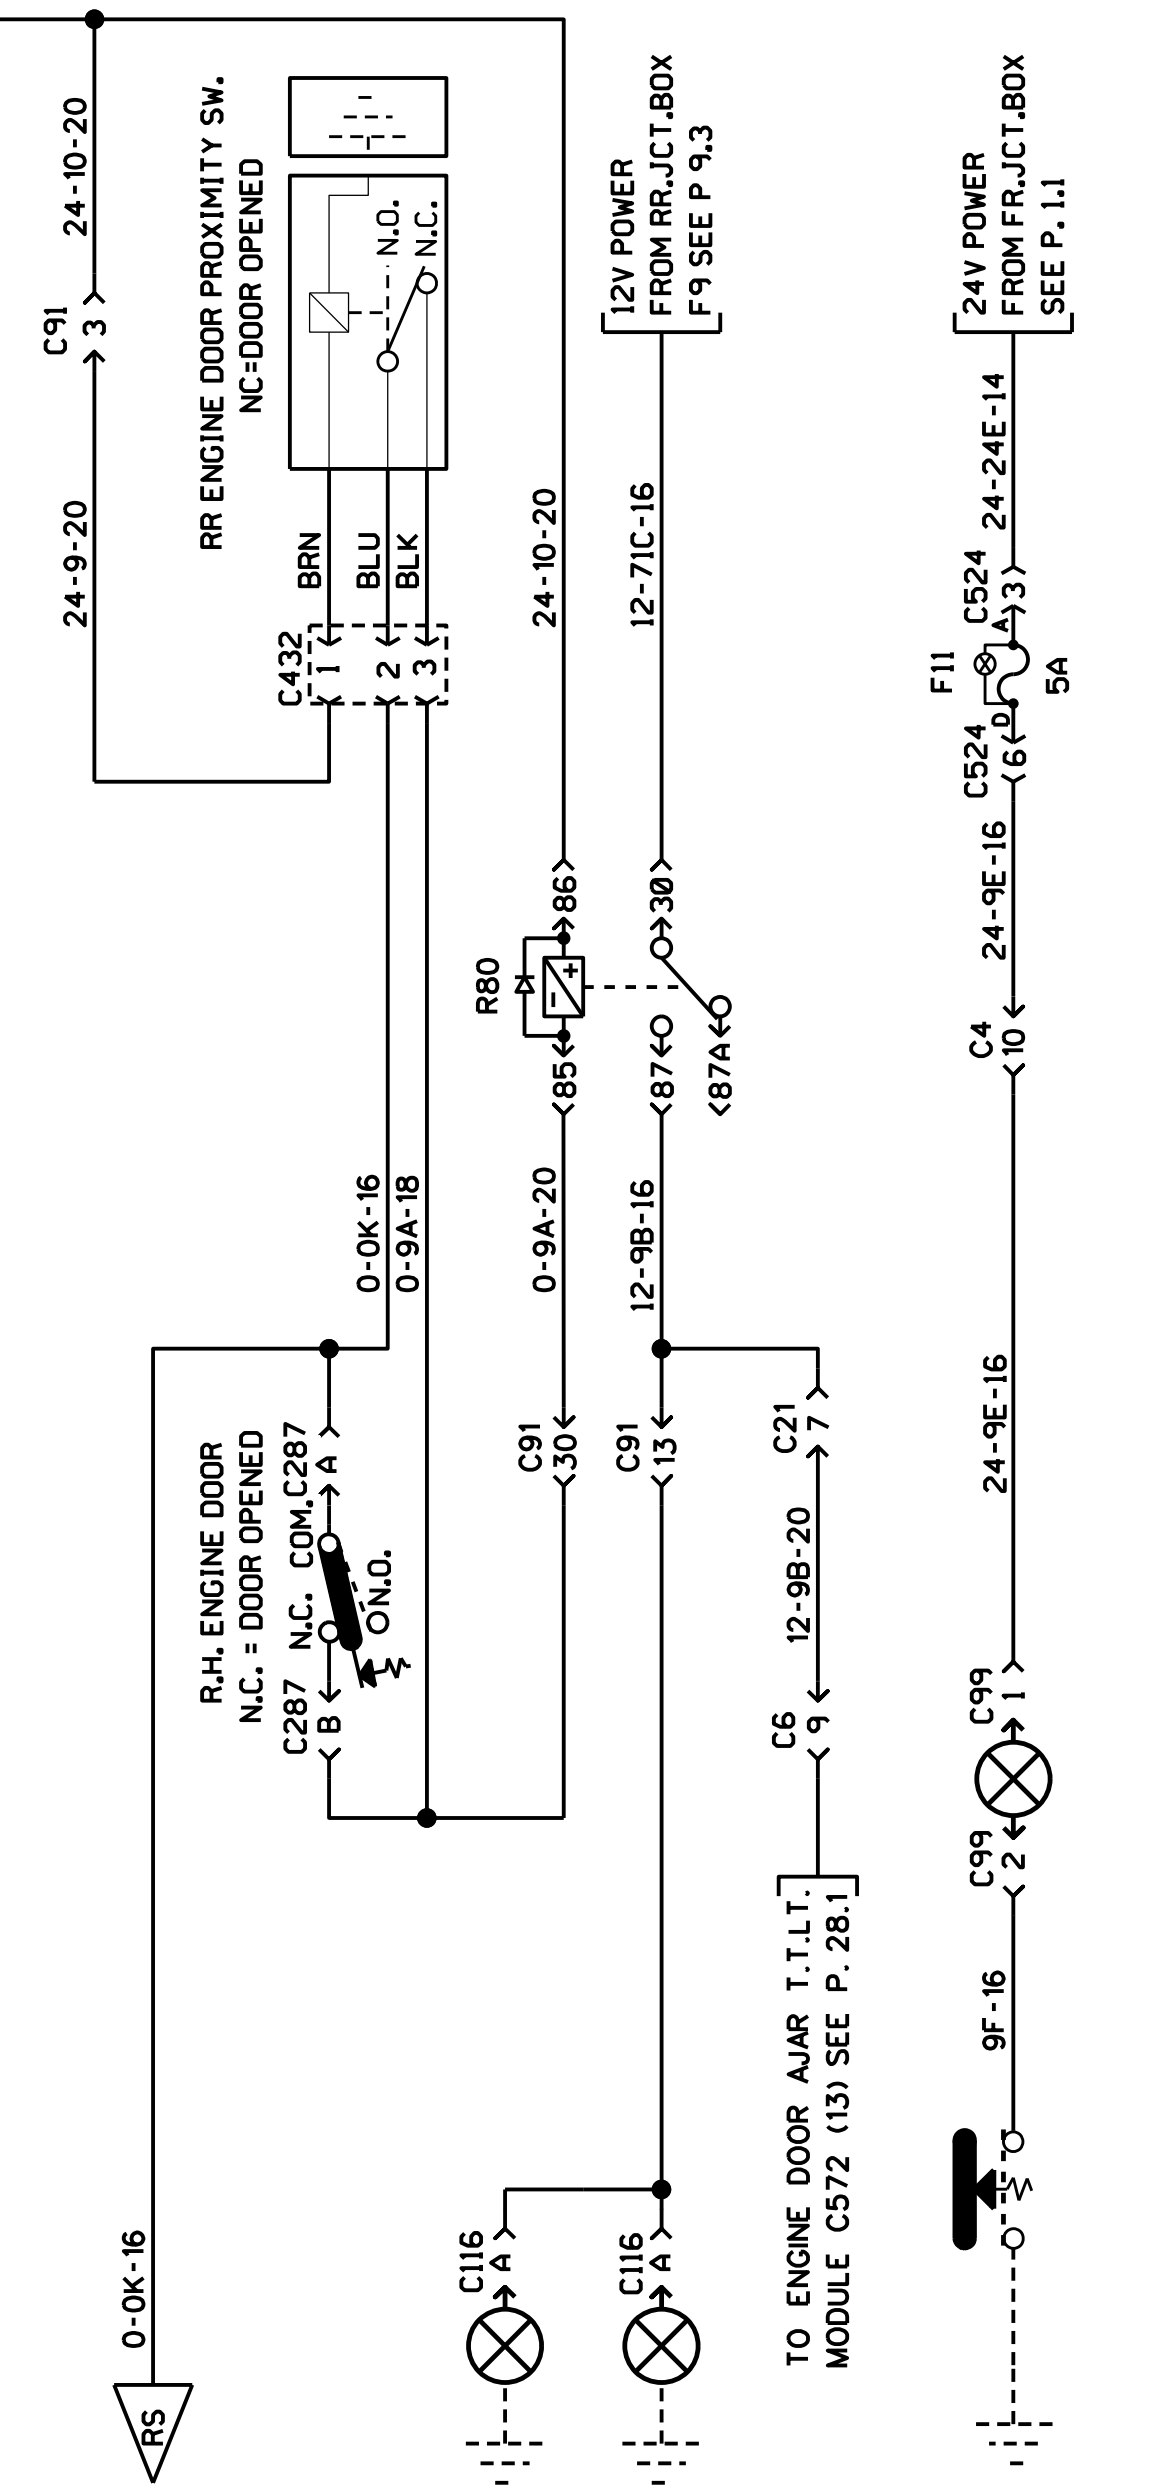 24-10-20
C91
3
24-9-20
RR ENGINE DOOR PROXIMITY SW.
NC=DOOR OPENED
N.O.
N.C.
BRN
BLU
BLK
C432
1
2
3
0-0K-16
0-9A-18
R.H. ENGINE DOOR
N.C. = DOOR OPENED
C287
A
COM.
N.C.
N.O.
C287
B
0-0K-16
RS
24-10-20
86
R80
- +
85
0-9A-20
C91
30
12V POWER
FROM RR.JCT.BOX
F9 SEE P 9.3
12-71C-16
30
87
87A
12-9B-16
C91
13
C116
A
C116
A
C21
7
12-9B-20
C6
9
TO ENGINE DOOR AJAR T.T.LT.
MODULE C572 (13) SEE P. 28.1
24V POWER
FROM FR.JCT.BOX
SEE P. 1.1
24-24E-14
C524
3
A
F11
5A
D
C524
6
24-9E-16
C4
10
24-9E-16
C99
1
C99
2
9F-16